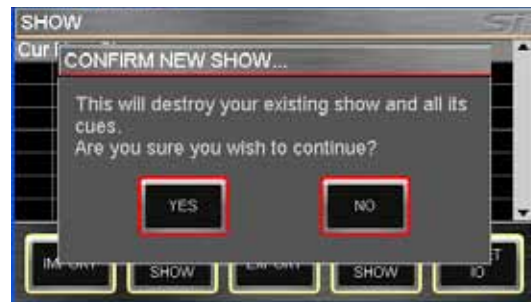 SHOW
Cur
CONFIRM NEW SHOW...
This will destroy your existing show and all its
cues.
Are you sure you wish to continue?
YES
NO
SHOW
SHOW
IO